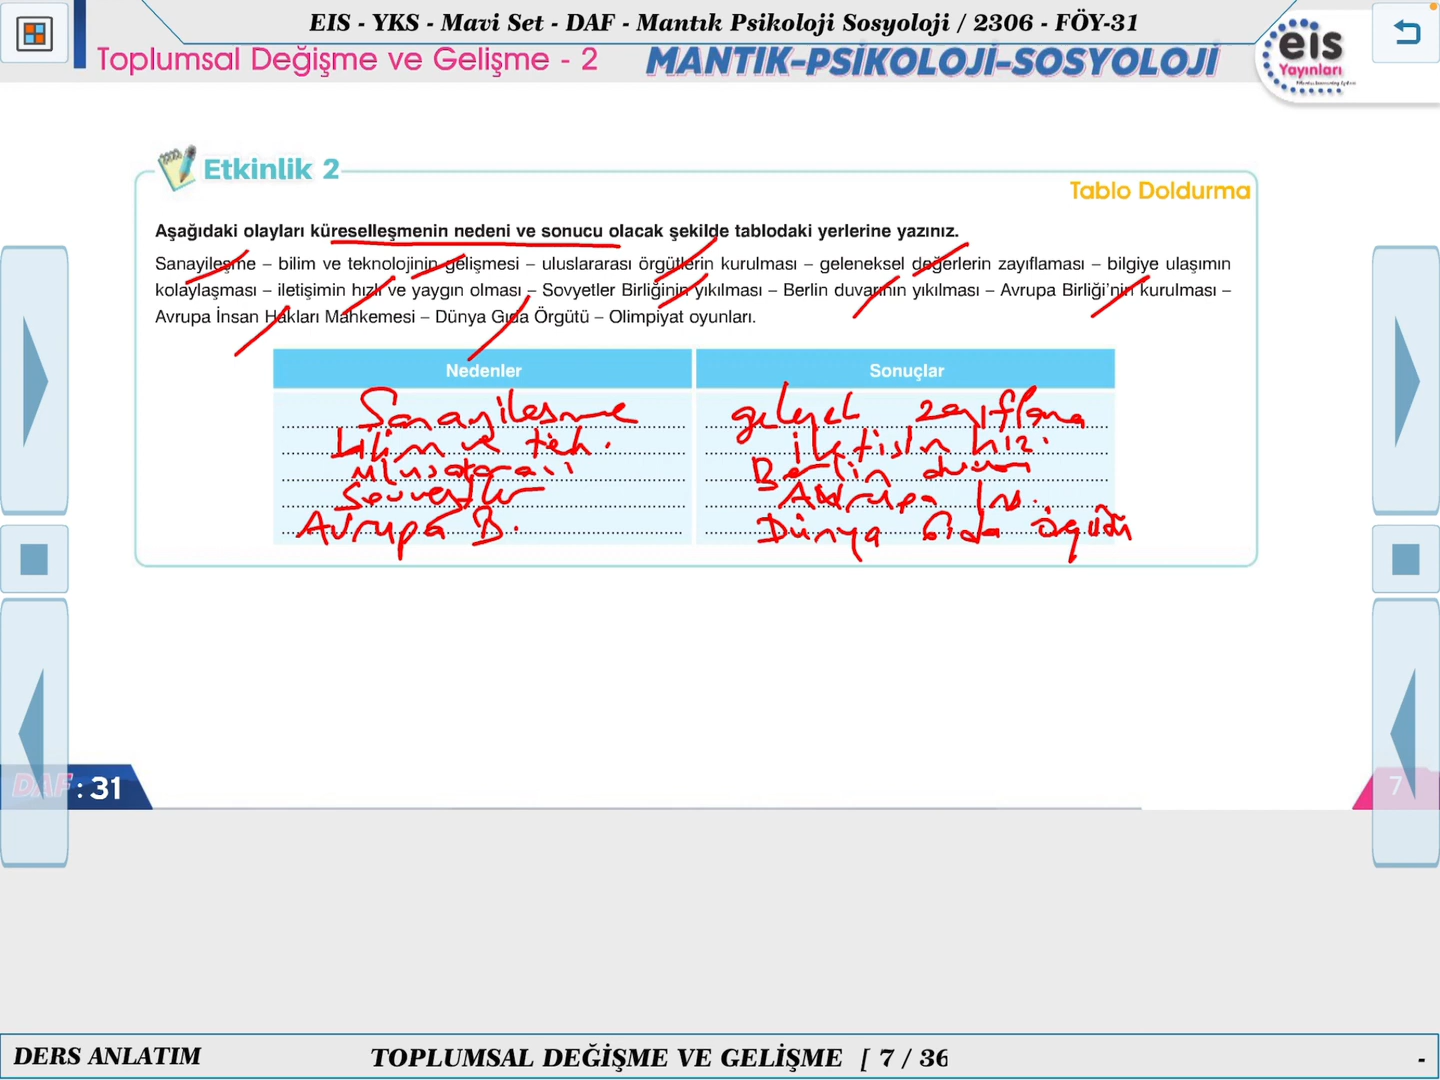 EIS - YKS - Mavi Set - DAF - Mantık Psikoloji Sosyoloji / 2306 - FÖY-31
Toplumsal Değişme ve Gelişme - 2
MANTIK-PSİKOLOJİ-SOSYOLOJİ
eis
Yayınları
Etkinlik 2
Tablo Doldurma
Aşağıdaki olayları küreselleşmenin nedeni ve sonucu olacak şekilde tablodaki yerlerine yazınız.
Sanayileşme – bilim ve teknolojinin gelişmesi – uluslararası örgütlerin kurulması – geleneksel değerlerin zayıflaması – bilgiye ulaşımın
kolaylaşması – iletişimin hızlı ve yaygın olması – Sovyetler Birliğinin yıkılması – Berlin duvarının yıkılması – Avrupa Birliği'nin kurulması –
Avrupa İnsan Hakları Mahkemesi – Dünya Gıda Örgütü – Olimpiyat oyunları.
Nedenler
Sanayileşme
bilim ve tek.
Sovyetler
Avrupa B.
Sonuçlar
zayıflama
iletişim hızı.
Berlin
Avrupa İns.
Dünya Gıda
DAF : 31
7
DERS ANLATIM
TOPLUMSAL DEĞİŞME VE GELİŞME [ 7 / 36
-